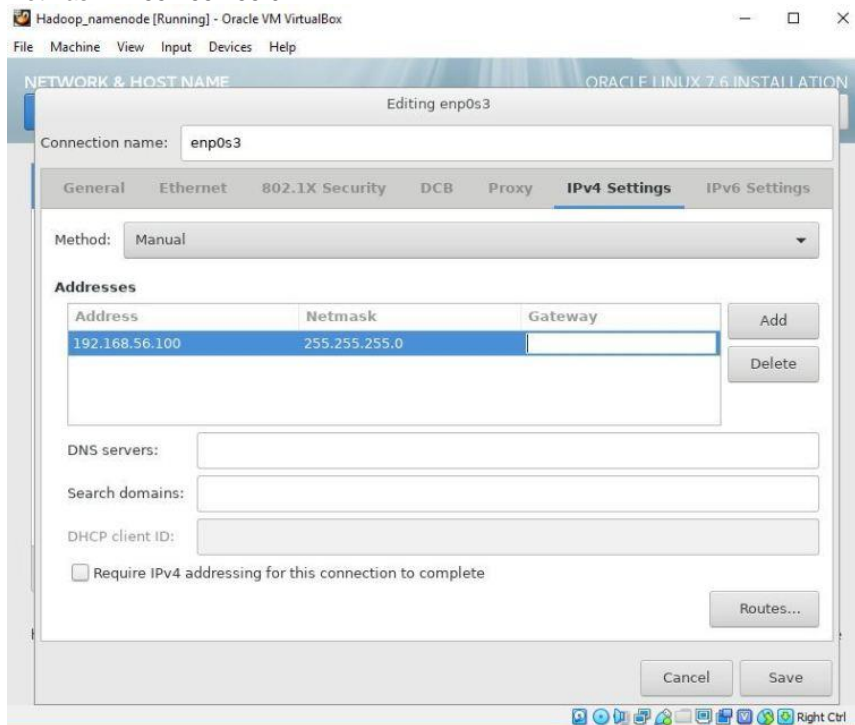 Hadoop_namenode [Running] - Oracle VM VirtualBox
File Machine View Input Devices Help
NETWORK & HOST NAME ORACLE LINUX 7.6 INSTALLATION
Editing enp0s3
Connection name: enp0s3
General Ethernet 802.1X Security DCB Proxy IPv4 Settings IPv6 Settings
Method: Manual
Addresses
Address Netmask Gateway
192.168.56.100 255.255.255.0
Add
Delete
DNS servers:
Search domains:
DHCP client ID:
Require IPv4 addressing for this connection to complete
Routes...
Cancel Save
Right Ctrl